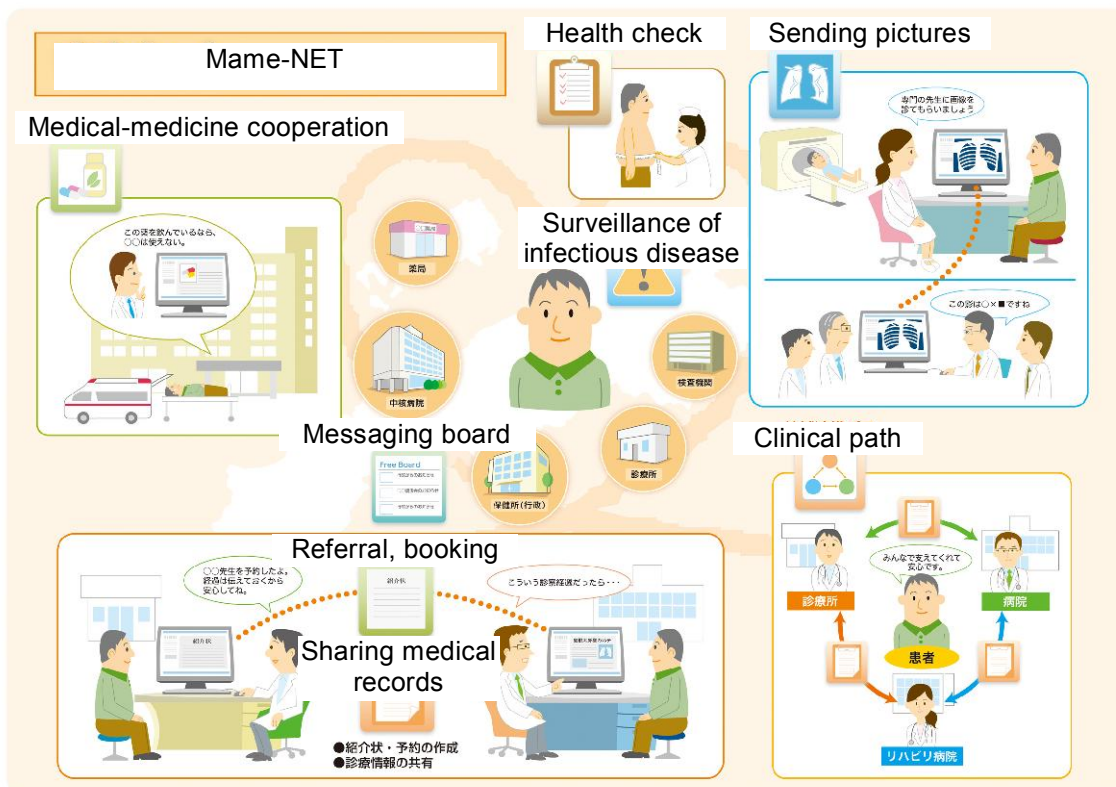 Mame-NET
Health check
Sending pictures
Medical-medicine cooperation
専門の先生に画像を
診てもらいましょう
この薬を飲んでいるなら、
○○は使えない。
薬局
Surveillance of
infectious disease
この影は○×■ですね
中核病院
検査機関
診療所
Messaging board
Free Board
保健所(行政)
Clinical path
診療所
みんなで支えてくれて
安心です。
病院
患者
リハビリ病院
Referral, booking
○○先生を予約したよ。
経過は伝えておくから
安心してね。
紹介状
こういう診察経過だったら・・・
紹介状
Sharing medical
records
●紹介状・予約の作成
●診療情報の共有